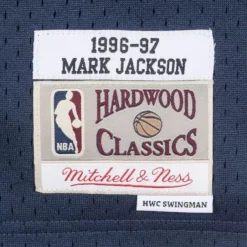 1996-97
MARK JACKSON
HARDWOOD
NBA
CLASSICS
Mitchell & Ness
HWC SWINGMAN